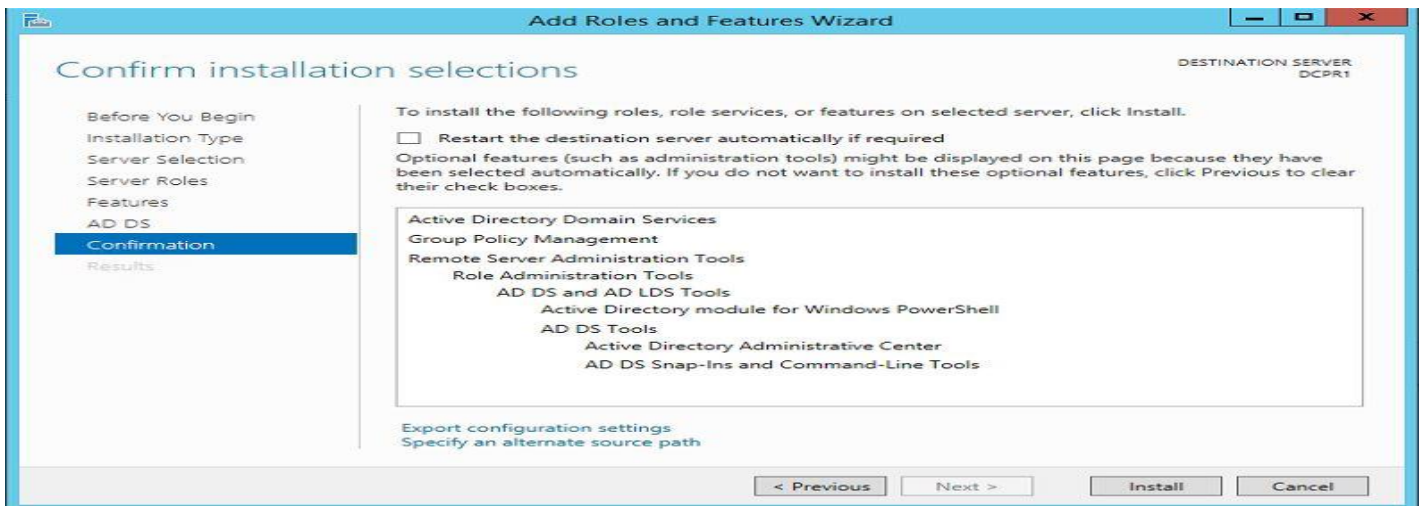 Add Roles and Features Wizard
Confirm installation selections
DESTINATION SERVER
DCPR1
Before You Begin
Installation Type
Server Selection
Server Roles
Features
AD DS
Confirmation
Results
To install the following roles, role services, or features on selected server, click Install.
Restart the destination server automatically if required
Optional features (such as administration tools) might be displayed on this page because they have
been selected automatically. If you do not want to install these optional features, click Previous to clear
their check boxes.
Active Directory Domain Services
Group Policy Management
Remote Server Administration Tools
Role Administration Tools
AD DS and AD LDS Tools
Active Directory module for Windows PowerShell
AD DS Tools
Active Directory Administrative Center
AD DS Snap-Ins and Command-Line Tools
Export configuration settings
Specify an alternate source path
< Previous
Next >
Install
Cancel